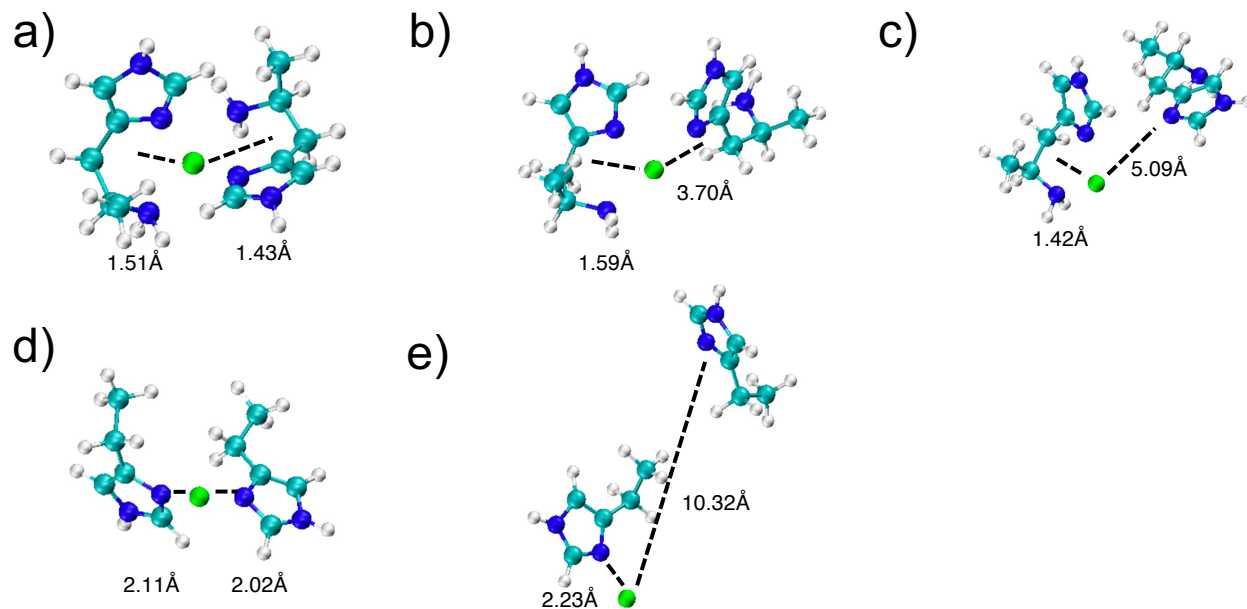 a)
b)
c)
3.70Å
5.09Å
1.51Å
1.43Å
1.59Å
1.42Å
d)
e)
10.32Å
2.11Å
2.02Å
2.23Å